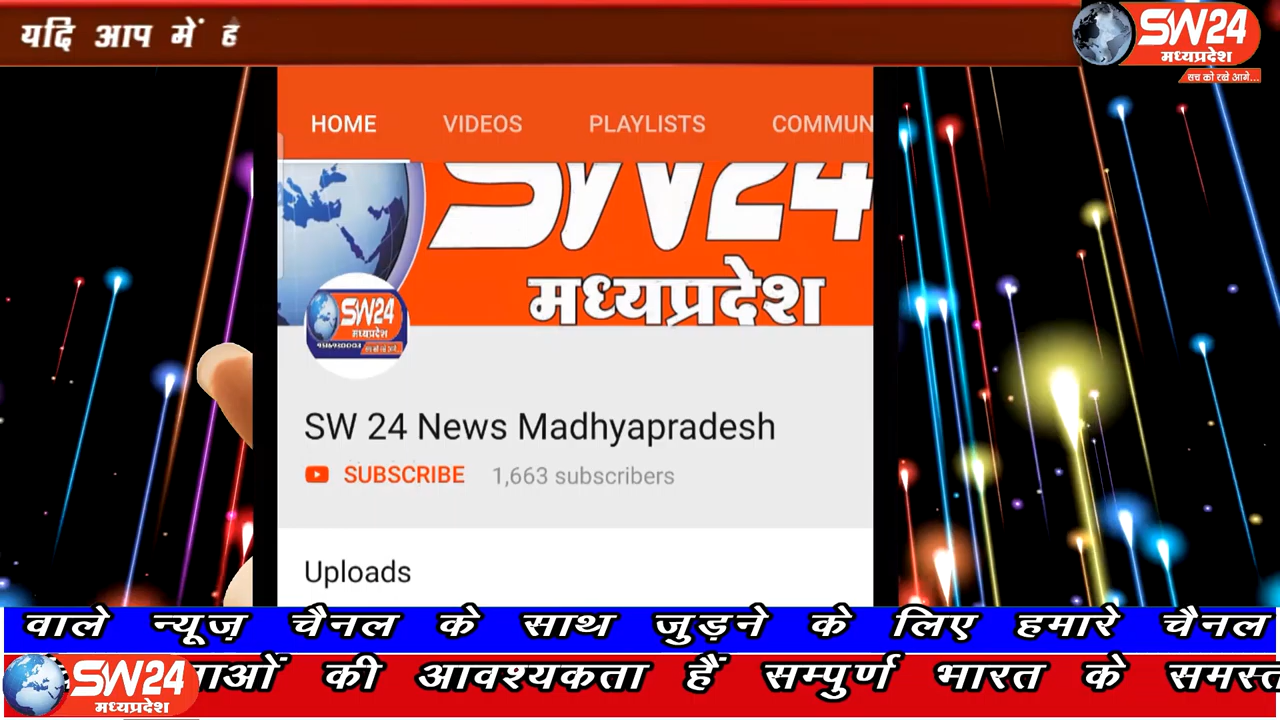 यदि आप में ह
SW24
मध्यप्रदेश
सच को रखे आगे...
HOME VIDEOS PLAYLISTS COMMUN
SW24
मध्यप्रदेश
SW24
मध्यप्रदेश
SW 24 News Madhyapradesh
SUBSCRIBE 1,663 subscribers
Uploads
वाले न्यूज़ चैनल के साथ जुड़ने के लिए हमारे चैनल
की आवश्यकता हैं सम्पुर्ण भारत के समस्त
SW24
मध्यप्रदेश